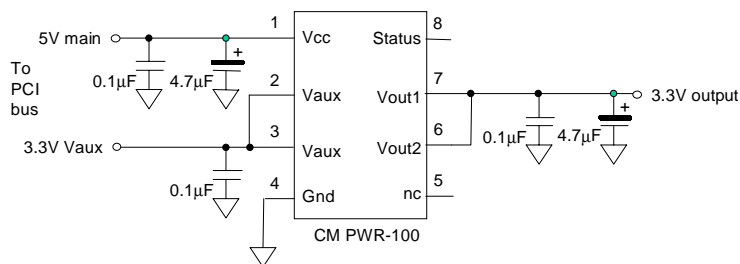 5V main
To
PCI
bus
0.1µF
4.7µF
+
3.3V Vaux
0.1µF
1
2
3
4
Vcc
Vaux
Vaux
Gnd
Status
Vout1
Vout2
nc
8
7
6
5
CM PWR-100
3.3V output
0.1µF
4.7µF
+